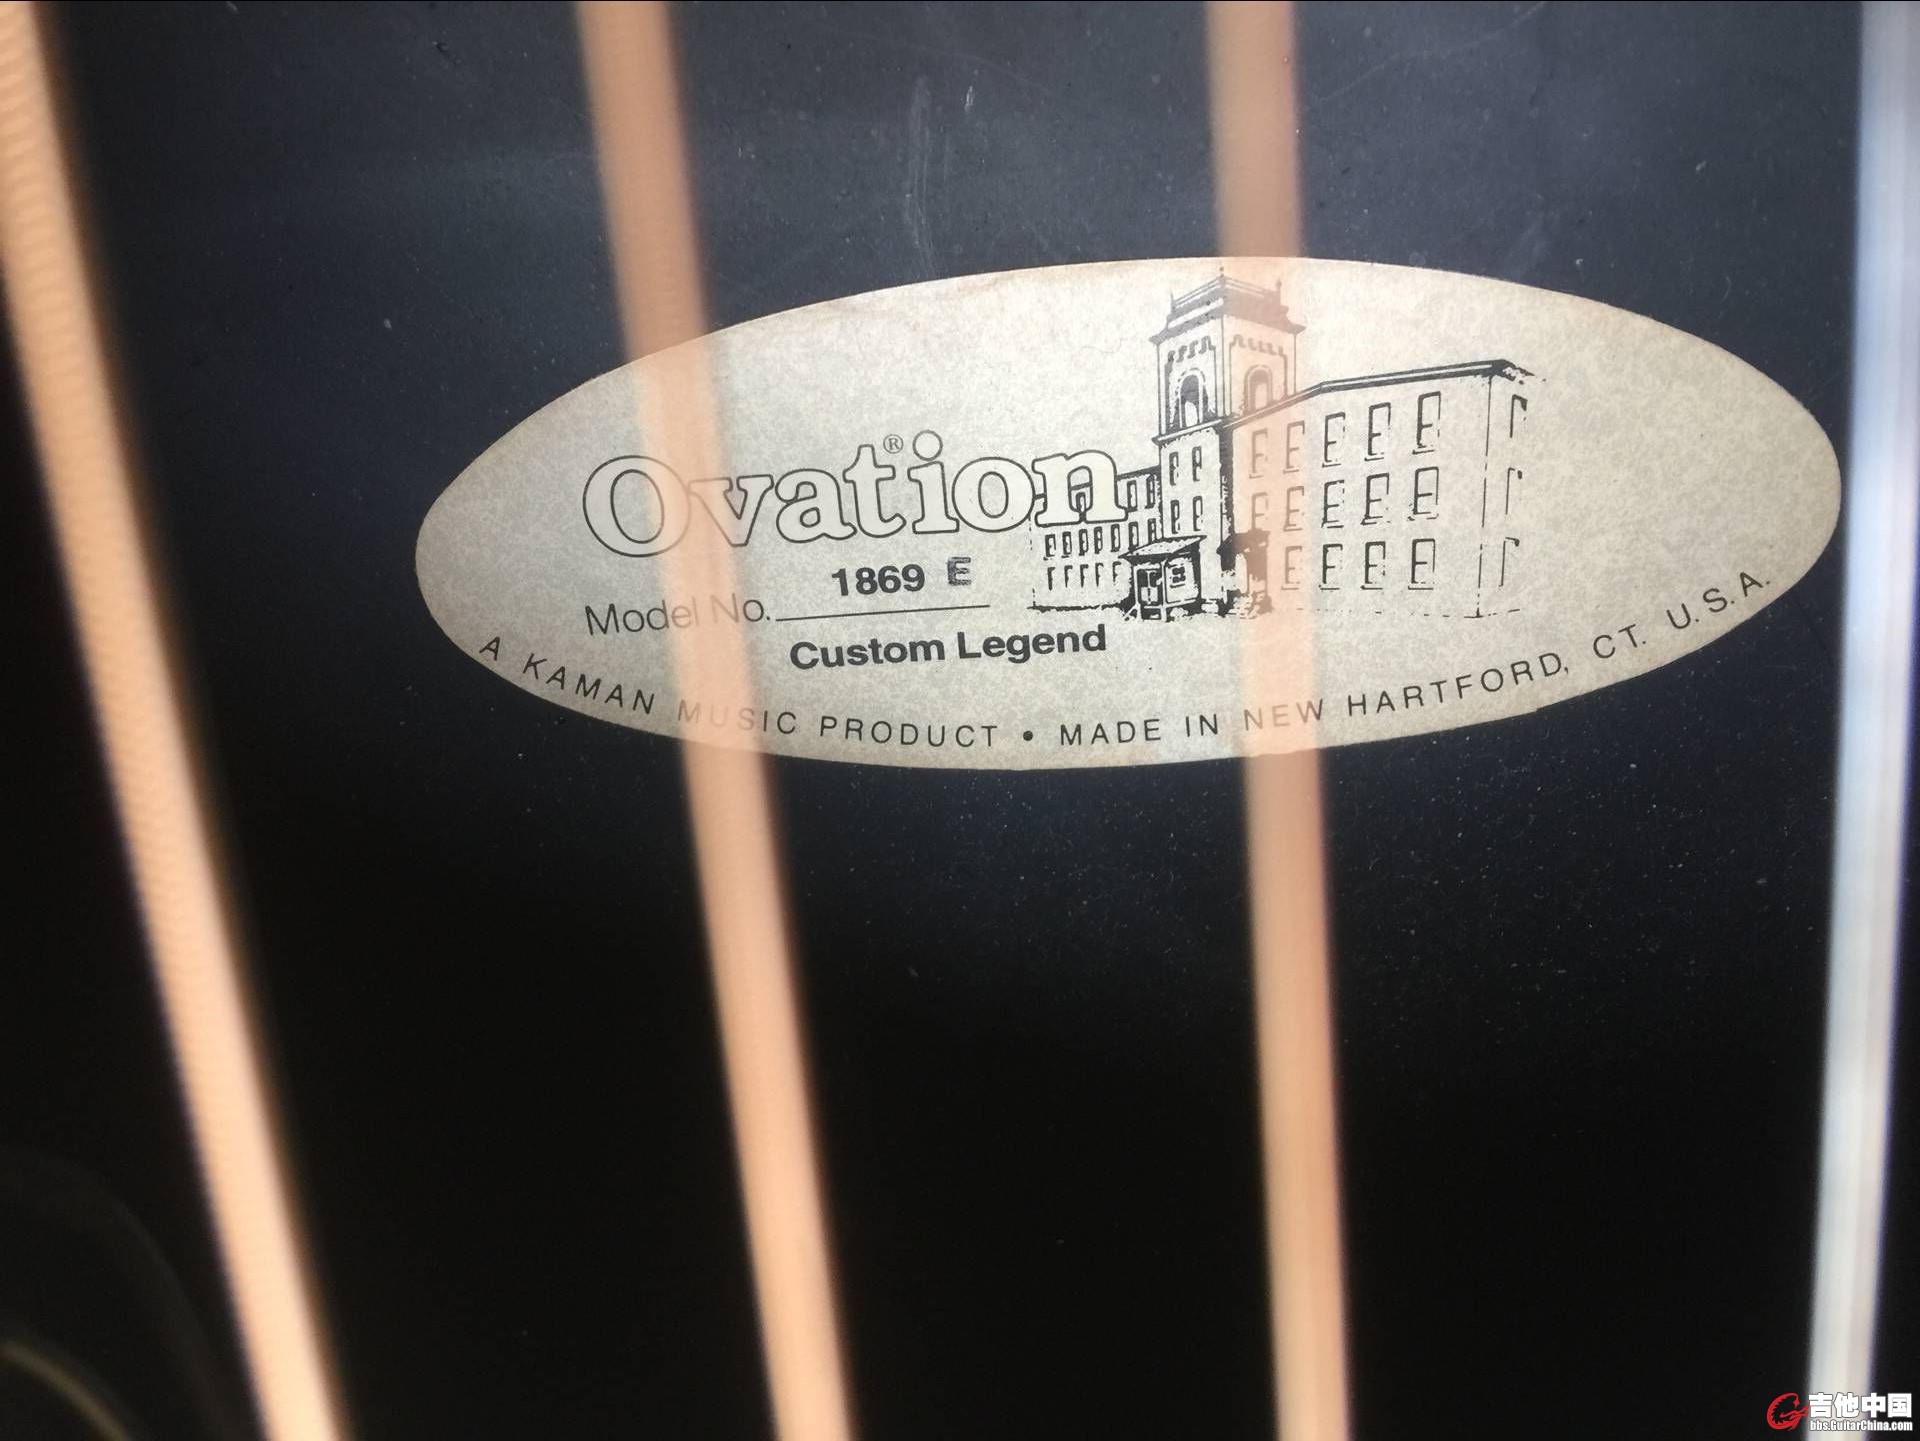 Ovation®
1869 E
Model No.
Custom Legend
A KAMAN MUSIC PRODUCT • MADE IN NEW HARTFORD, CT. U.S.A.
吉他中国
bbs.GuitarChina.com